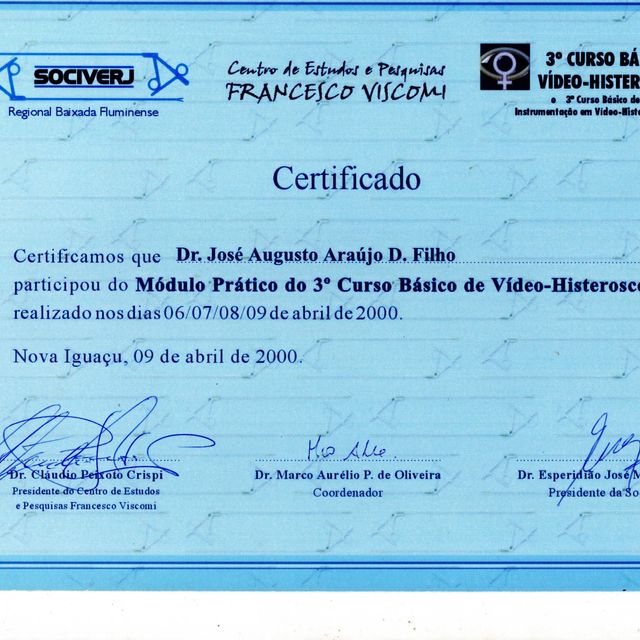 SOCIVERJ
Regional Baixada Fluminense
Centro de Estudos e Pesquisas
FRANCESCO VISCOMI
3º CURSO BÁ
VÍDEO-HISTER
e 3º Curso Básico de
Instrumentação em Vídeo-Histe
Certificado
Certificamos que Dr. José Augusto Araújo D. Filho
participou do Módulo Prático do 3º Curso Básico de Vídeo-Histerosc
realizado nos dias 06/07/08/09 de abril de 2000.
Nova Iguaçu, 09 de abril de 2000.
Dr. Cláudio Peixoto Crispi
Presidente do Centro de Estudos
e Pesquisas Francesco Viscomi
Dr. Marco Aurélio P. de Oliveira
Coordenador
Dr. Esperidião José M
Presidente da So